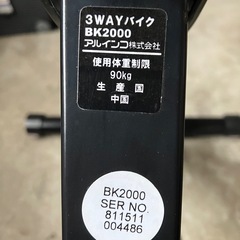 3WAYバイク
BK2000
アルインコ株式会社
使用体重制限
90kg
生産国
中国
BK2000
SER NO.
811511
004486